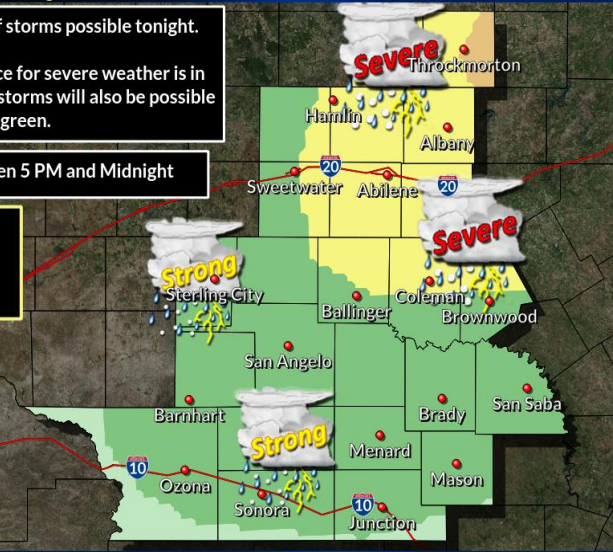 f storms possible tonight.
ce for severe weather is in
storms will also be possible
green.
en 5 PM and Midnight
Severe
Throckmorton
Hamlin
Albany
20
Sweetwater
Abilene
20
Severe
Strong
Sterling City
Coleman
Ballinger
Brownwood
San Angelo
Barnhart
Brady
San Saba
Strong
Menard
10
Ozona
Mason
Sonora
10
Junction